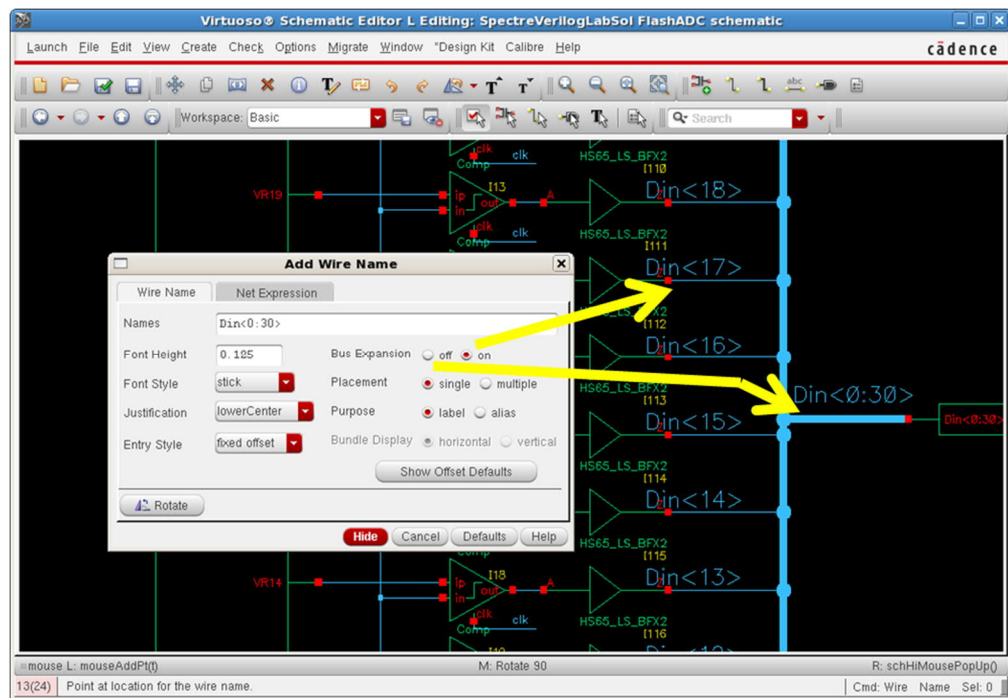 Virtuoso® Schematic Editor L Editing: SpectreVerilogLabSol FlashADC schematic
Launch File Edit View Create Check Options Migrate Window "Design Kit Calibre Help
cādence
Workspace: Basic
Search
clk
clk
Comp
HS65_LS_BFX2
I110
VR19
ip
in
out
I13
A
Din<18>
clk
clk
Comp
HS65_LS_BFX2
I111
Din<17>
HS65_LS_BFX2
I112
Din<16>
HS65_LS_BFX2
I113
Din<15>
Din<0:30>
Din<0:30>
HS65_LS_BFX2
I114
Din<14>
HS65_LS_BFX2
I115
Din<13>
VR14
ip
in
out
I18
A
clk
clk
Comp
HS65_LS_BFX2
I116
Add Wire Name
Wire Name
Net Expression
Names
Din<0:30>
Font Height
0.125
Bus Expansion
off
on
Font Style
stick
Placement
single
multiple
Justification
lowerCenter
Purpose
label
alias
Entry Style
fixed offset
Bundle Display
horizontal
vertical
Show Offset Defaults
Rotate
Hide
Cancel
Defaults
Help
mouse L: mouseAddPt(t)
M: Rotate 90
R: schHiMousePopUp()
13(24)
Point at location for the wire name.
Cmd: Wire Name Sel: 0